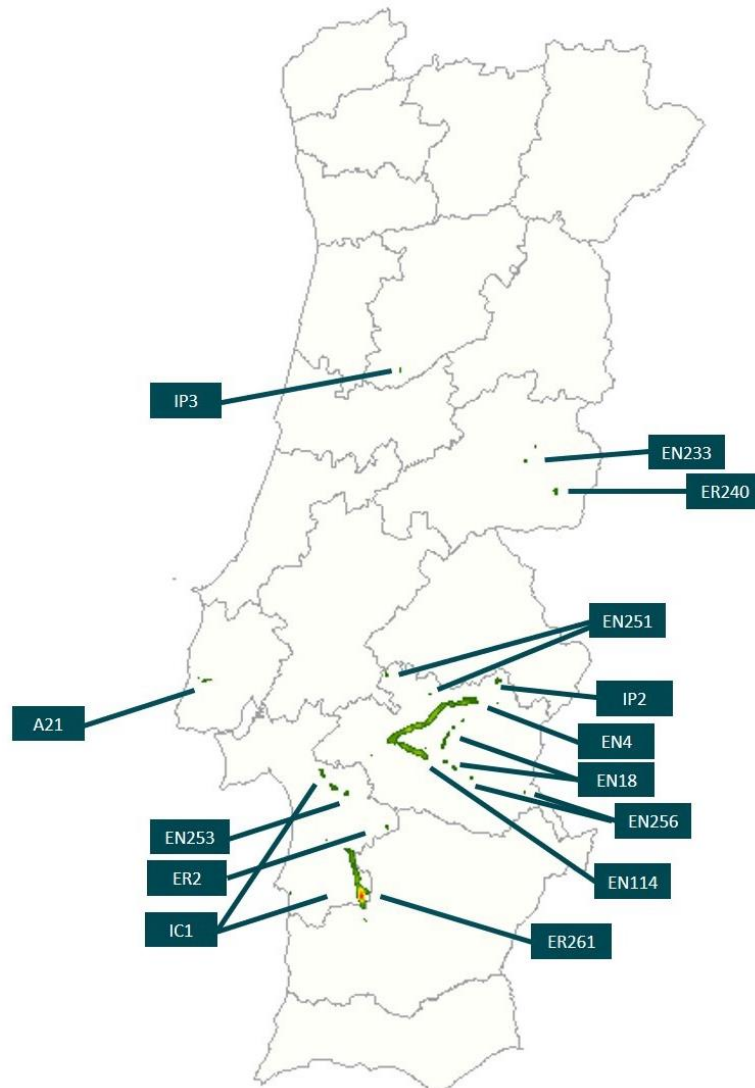 IP3
EN233
ER240
EN251
IP2
A21
EN4
EN18
EN256
EN253
ER2
EN114
IC1
ER261